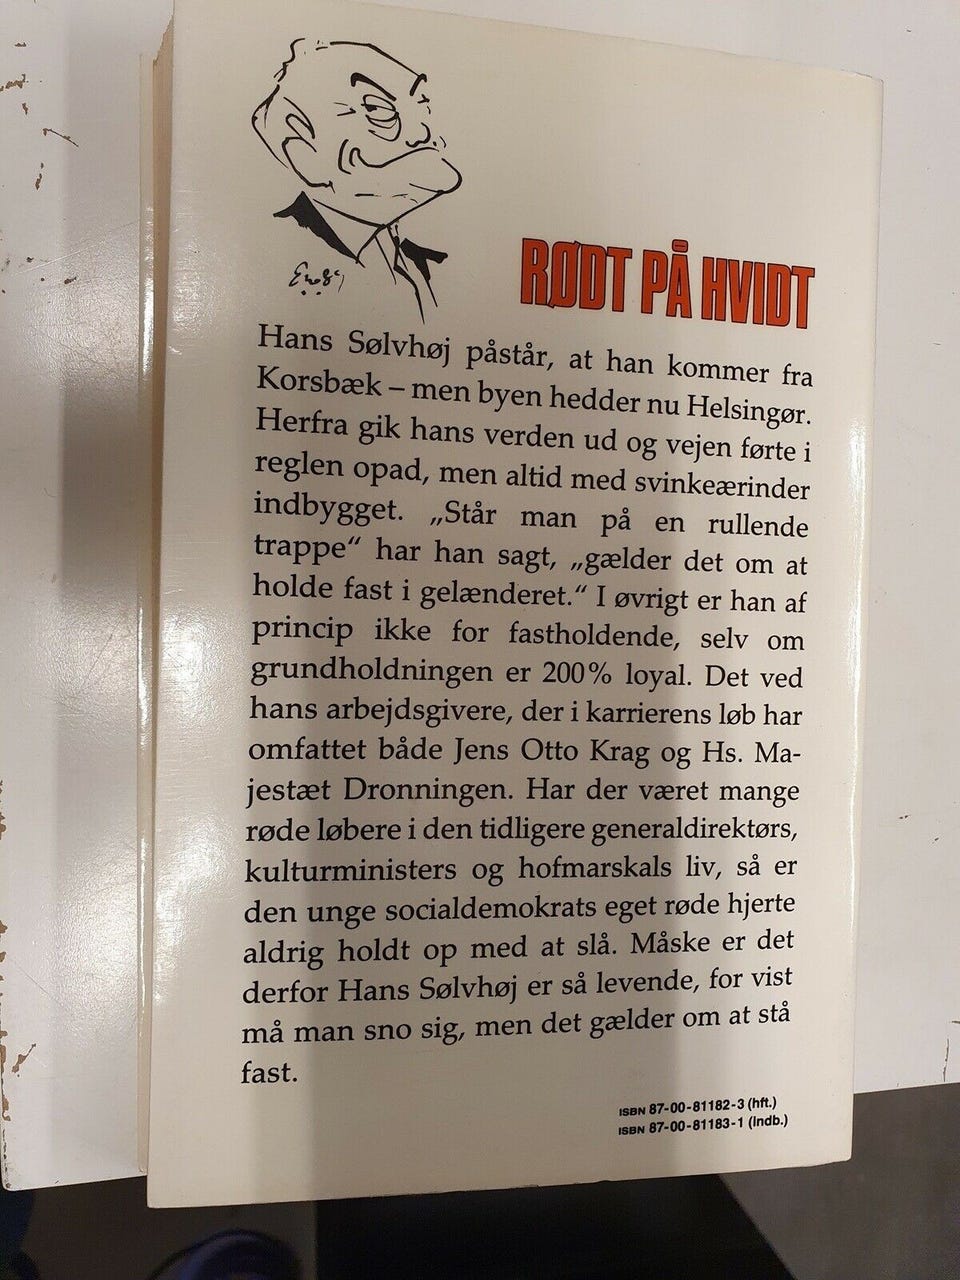 RØDT PÅ HVIDT
Hans Sølvhøj påstår, at han kommer fra
Korsbæk – men byen hedder nu Helsingør.
Herfra gik hans verden ud og vejen førte i
reglen opad, men altid med svinkeærinder
indbygget. „Står man på en rullende
trappe“ har han sagt, „gælder det om at
holde fast i gelænderet.“ I øvrigt er han af
princip ikke for fastholdende, selv om
grundholdningen er 200% loyal. Det ved
hans arbejdsgivere, der i karrierens løb har
omfattet både Jens Otto Krag og Hs. Ma-
jestæt Dronningen. Har der været mange
røde løbere i den tidligere generaldirektørs,
kulturministers og hofmarskals liv, så er
den unge socialdemokrats eget røde hjerte
aldrig holdt op med at slå. Måske er det
derfor Hans Sølvhøj er så levende, for vist
må man sno sig, men det gælder om at stå
fast.
ISBN 87-00-81182-3 (hft.)
ISBN 87-00-81183-1 (indb.)